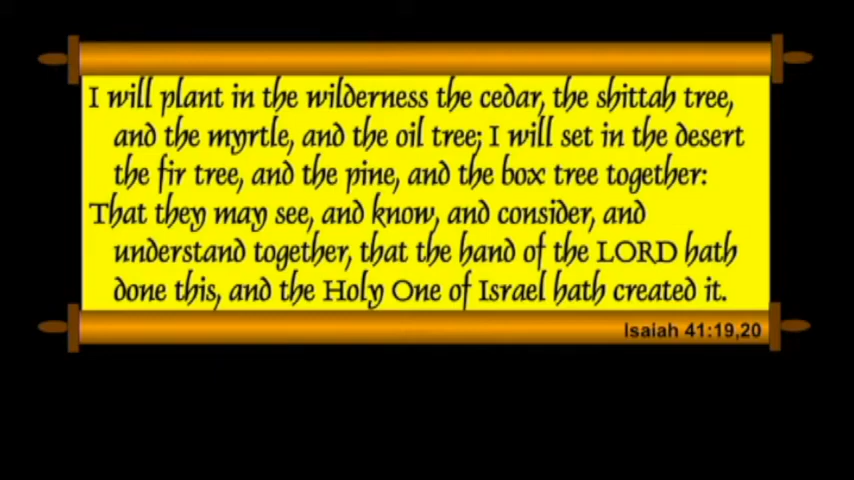 I will plant in the wilderness the cedar, the shittah tree,
and the myrtle, and the oil tree; I will set in the desert
the fir tree, and the pine, and the box tree together:
That they may see, and know, and consider, and
understand together, that the hand of the LORD hath
done this, and the Holy One of Israel hath created it.
Isaiah 41:19,20